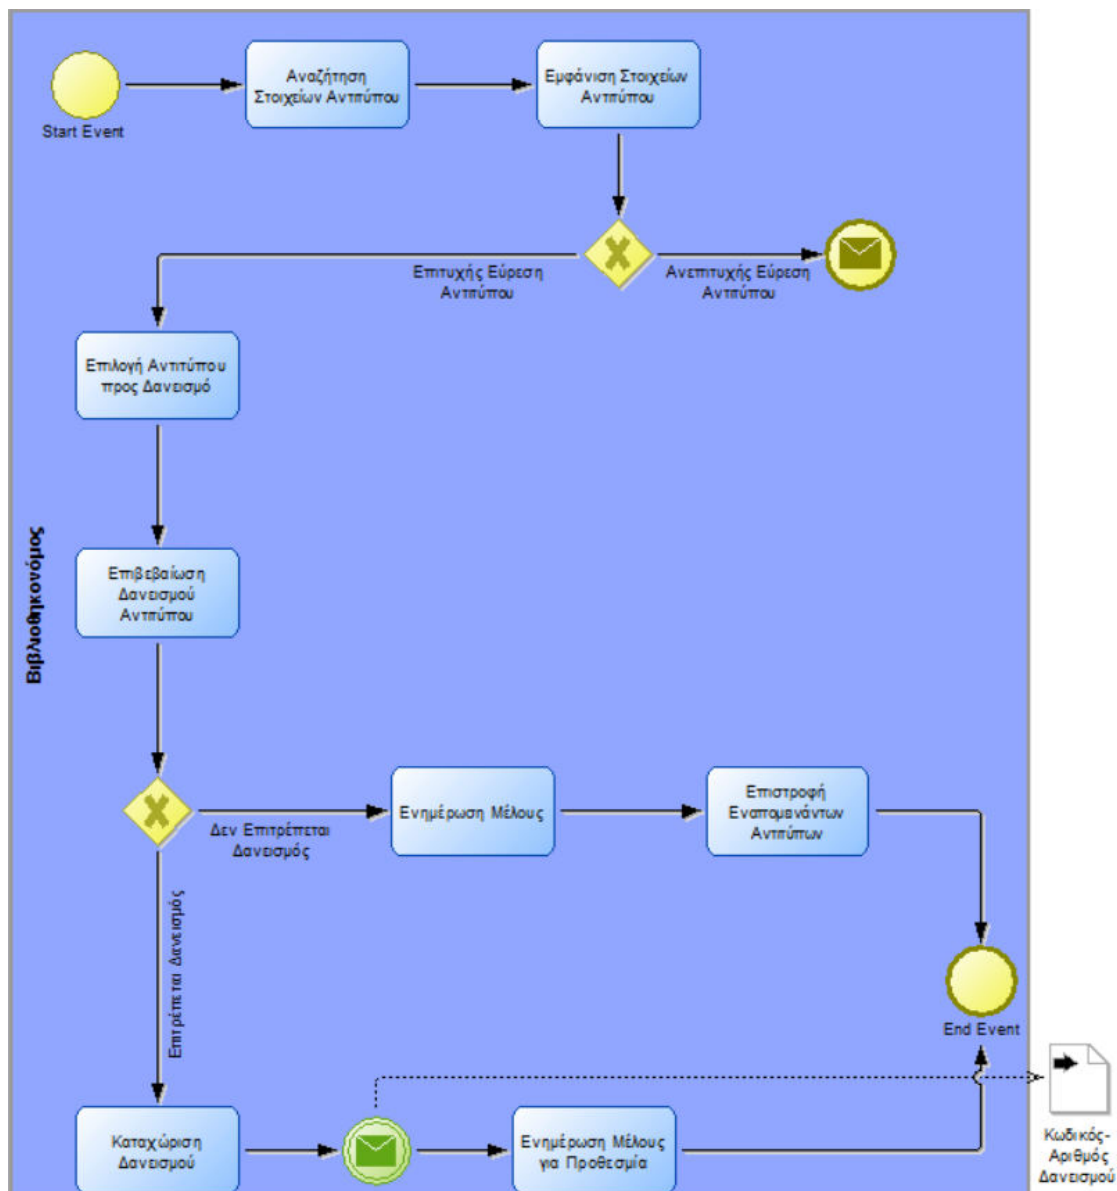 Αναζήτηση
Στοιχείων Αντιτύπου
Εμφάνιση Στοιχείων
Αντιτύπου
Start Event
Επιτυχής Εύρεση
Αντιτύπου
Ανεπιτυχής Εύρεση
Αντιτύπου
Επιλογή Αντιτύπου
προς Δανεισμό
Βιβλιοθηκονόμος
Επιβεβαίωση
Δανεισμού
Αντιτύπου
Δεν Επιτρέπεται
Δανεισμός
Ενημέρωση Μέλους
Επιστροφή
Εναπομενάντων
Αντιτύπων
Επιτρέπεται Δανεισμός
End Event
Καταχώριση
Δανεισμού
Ενημέρωση Μέλους
για Προθεσμία
Κωδικός-
Αριθμός
Δανεισμού